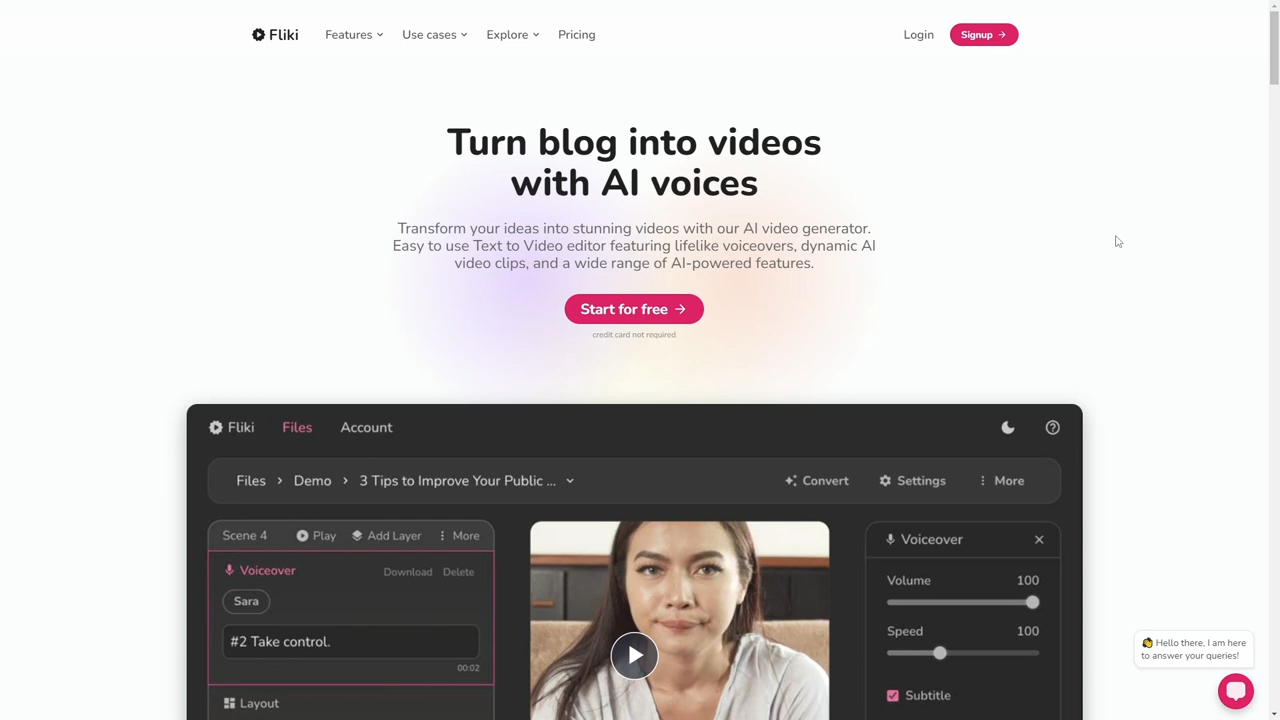 Fliki
Features
Use cases
Explore
Pricing
Login
Signup
Turn blog into videos
with AI voices
Transform your ideas into stunning videos with our AI video generator.
Easy to use Text to Video editor featuring lifelike voiceovers, dynamic AI
video clips, and a wide range of AI-powered features.
Start for free
credit card not required
Fliki
Files
Account
Files
Demo
3 Tips to Improve Your Public ...
Convert
Settings
More
Scene 4
Play
Add Layer
More
Voiceover
Download
Delete
Sara
#2 Take control.
00:02
Layout
Voiceover
Volume 100
Speed 100
Subtitle
Hello there, I am here
to answer your queries!